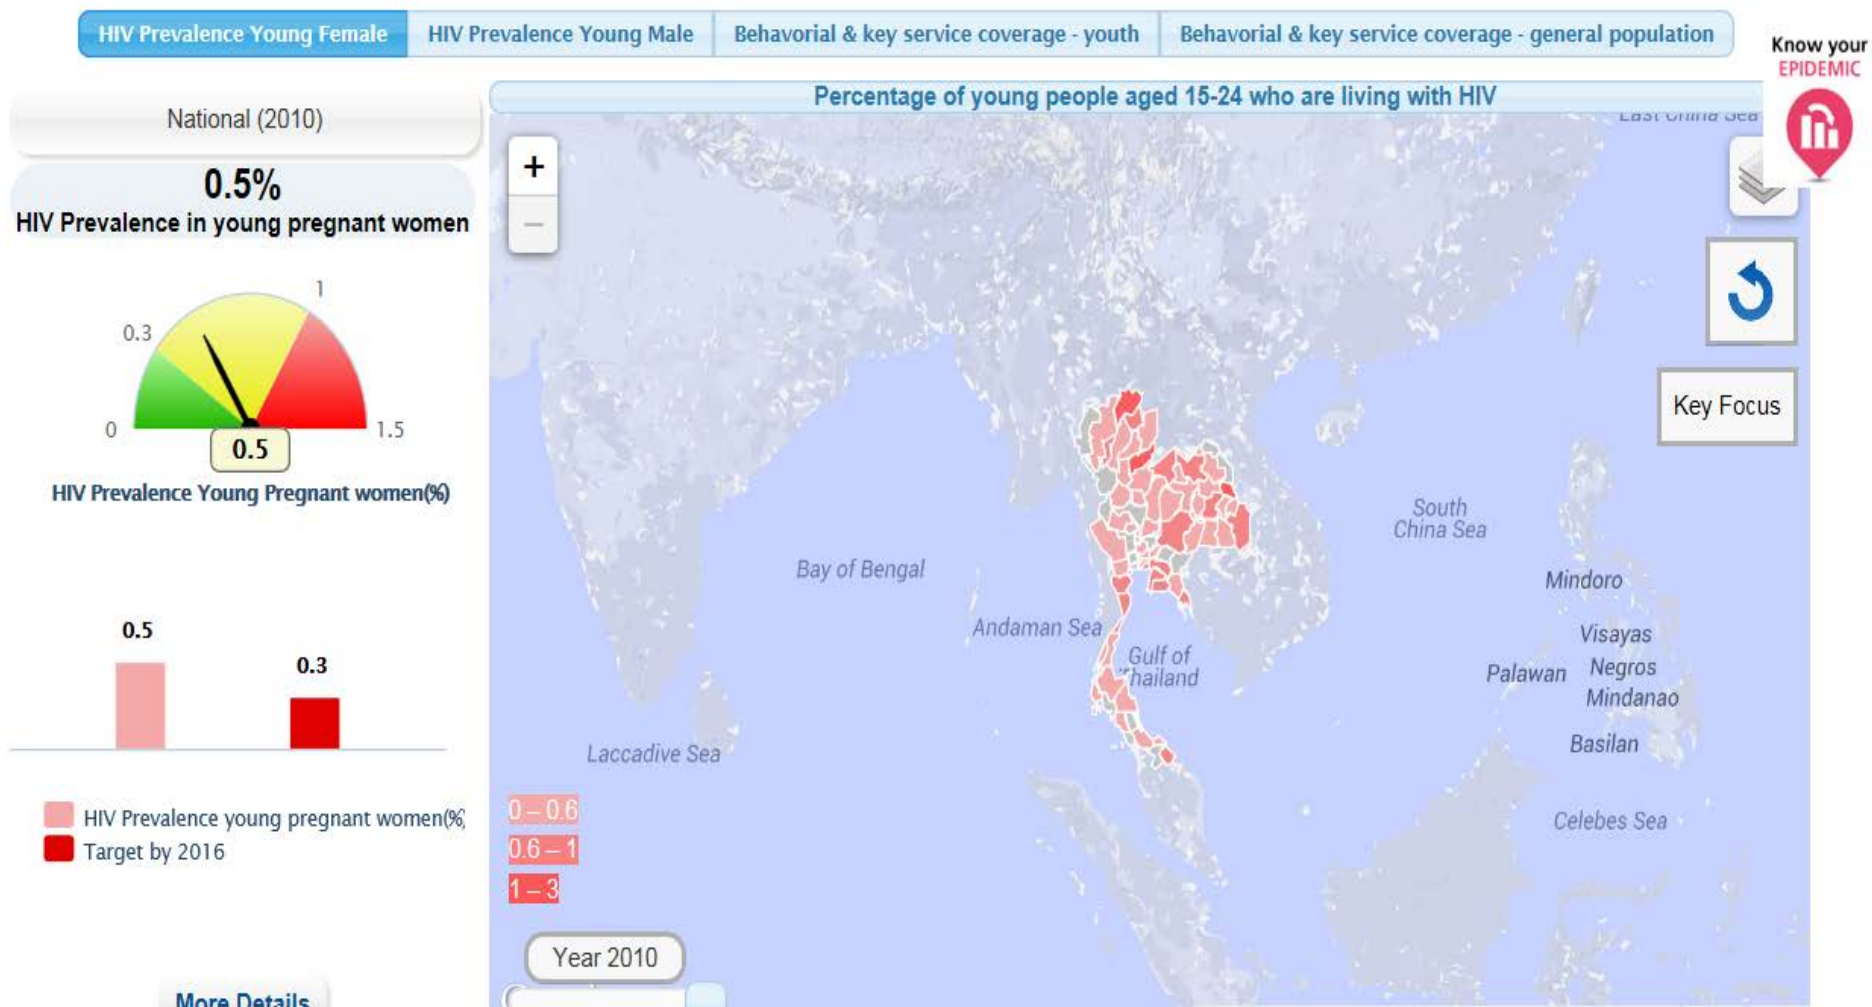 HIV Prevalence Young Female
HIV Prevalence Young Male
Behavorial & key service coverage - youth
Behavorial & key service coverage - general population
Know your
EPIDEMIC
National (2010)
0.5%
HIV Prevalence in young pregnant women
0
0.3
1
1.5
0.5
HIV Prevalence Young Pregnant women(%)
0.5
0.3
HIV Prevalence young pregnant women(%
Target by 2016
More Details
Percentage of young people aged 15-24 who are living with HIV
East China Sea
+
−
Key Focus
South
China Sea
Bay of Bengal
Mindoro
Andaman Sea
Visayas
Gulf of
Thailand
Negros
Palawan
Mindanao
Basilan
Laccadive Sea
Celebes Sea
0 – 0.6
0.6 – 1
1 – 3
Year 2010